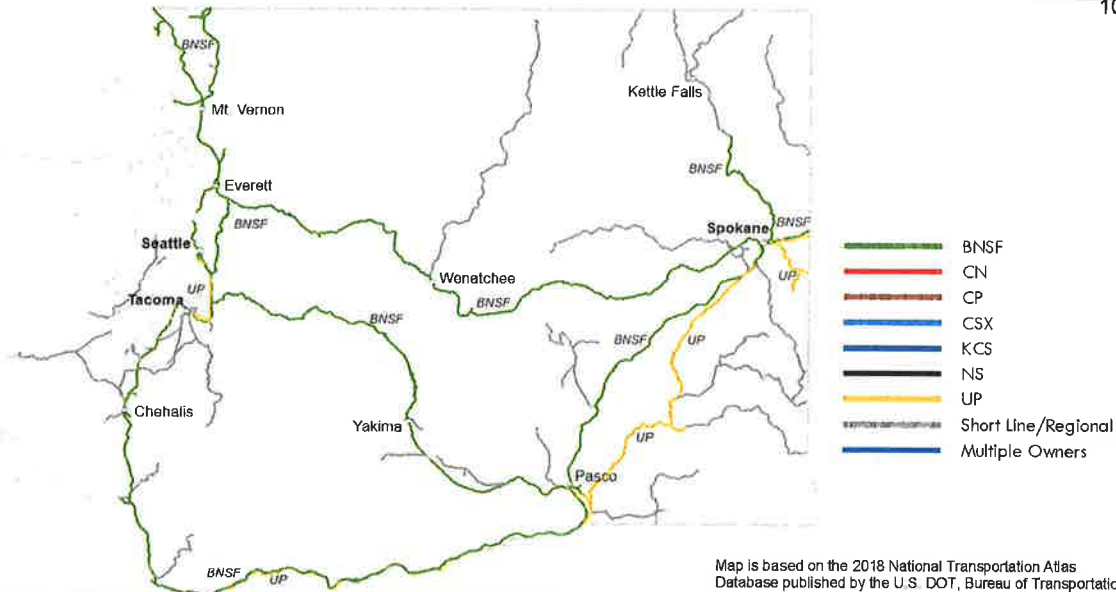 10
BNSF
Mt. Vernon
Kettle Falls
Everett
BNSF
BNSF
Seattle
Spokane
BNSF
UP
UP
Tacoma
Wenatchee
BNSF
BNSF
BNSF
UP
Chehalis
Yakima
UP
Pasco
BNSF
UP
BNSF
CN
CP
CSX
KCS
NS
UP
Short Line/Regional
Multiple Owners
Map is based on the 2018 National Transportation Atlas
Database published by the U.S. DOT, Bureau of Transportatio